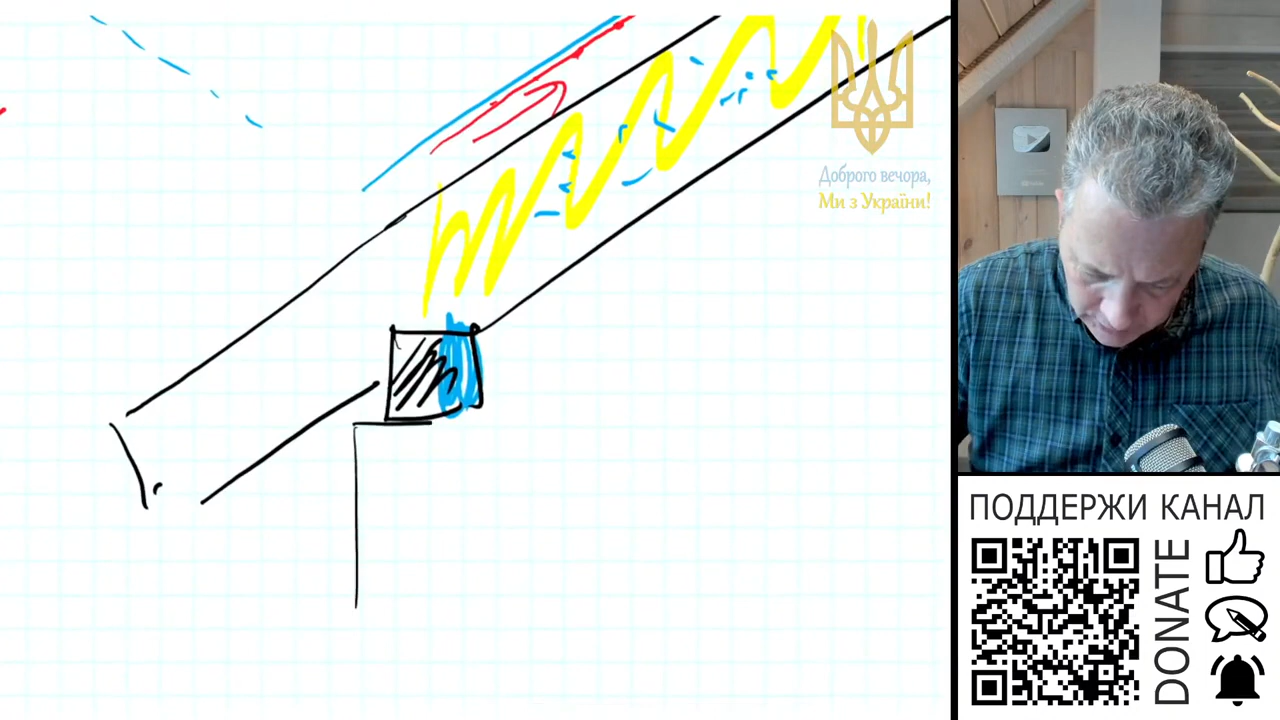 Доброго вечора,
Ми з України!
ПОДДЕРЖИ КАНАЛ
DONATE